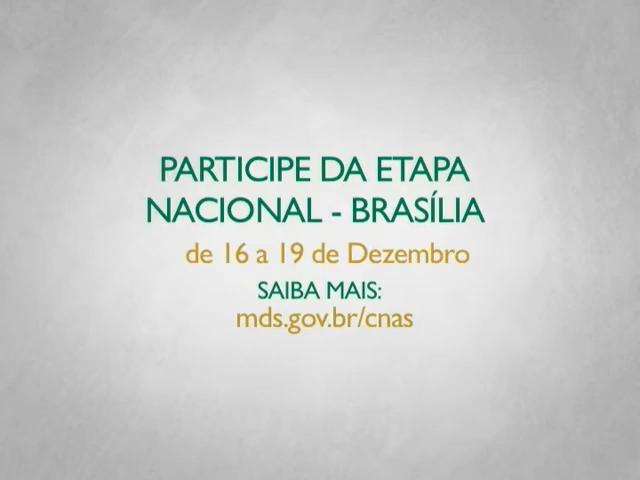 PARTICIPE DA ETAPA
NACIONAL - BRASÍLIA
de 16 a 19 de Dezembro
SAIBA MAIS:
mds.gov.br/cnas